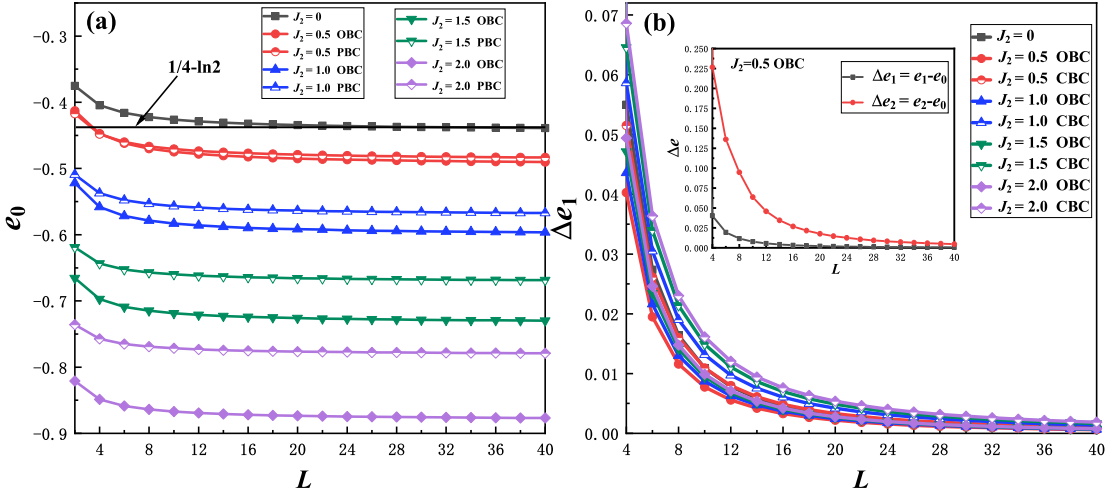 (a)
J₂ = 0
J₂ = 0.5 OBC
J₂ = 0.5 PBC
J₂ = 1.0 OBC
J₂ = 1.0 PBC
J₂ = 1.5 OBC
J₂ = 1.5 PBC
J₂ = 2.0 OBC
J₂ = 2.0 PBC
1/4-ln2
e₀
−0.3
−0.4
−0.5
−0.6
−0.7
−0.8
−0.9
4 8 12 16 20 24 28 32 36 40
L
(b)
J₂ = 0
J₂ = 0.5 OBC
J₂ = 0.5 CBC
J₂ = 1.0 OBC
J₂ = 1.0 CBC
J₂ = 1.5 OBC
J₂ = 1.5 CBC
J₂ = 2.0 OBC
J₂ = 2.0 CBC
Δe₁
0.07
0.06
0.05
0.04
0.03
0.02
0.01
0.00
4 8 12 16 20 24 28 32 36 40
L
J₂=0.5 OBC
Δe₁ = e₁-e₀
Δe₂ = e₂-e₀
Δe
0.250
0.225
0.200
0.175
0.150
0.125
0.100
0.075
0.050
0.025
0.000
4 8 12 16 20 24 28 32 36 40
L